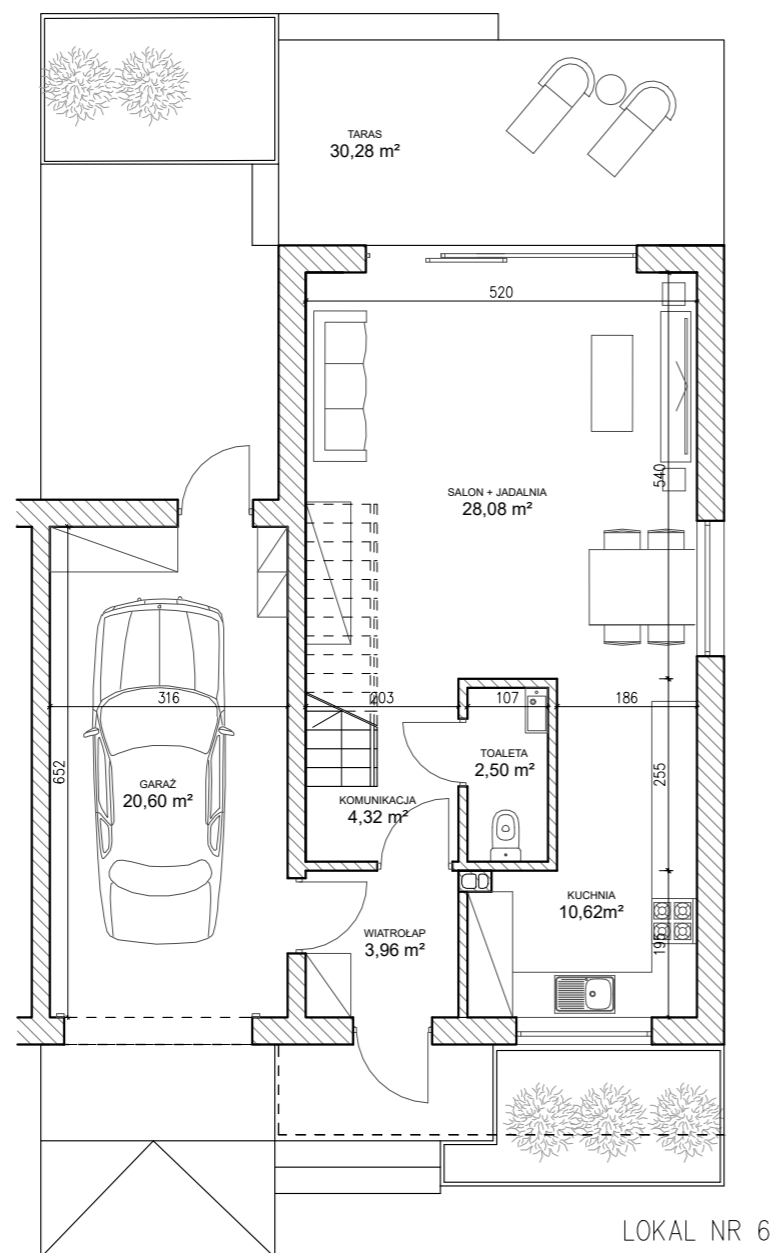 TARAS
30,28 m²
520
SALON + JADALNIA
28,08 m²
540
316
203
107
186
652
GARAŻ
20,60 m²
TOALETA
2,50 m²
255
KOMUNIKACJA
4,32 m²
WIATROŁAP
3,96 m²
KUCHNIA
10,62m²
195
LOKAL NR 6